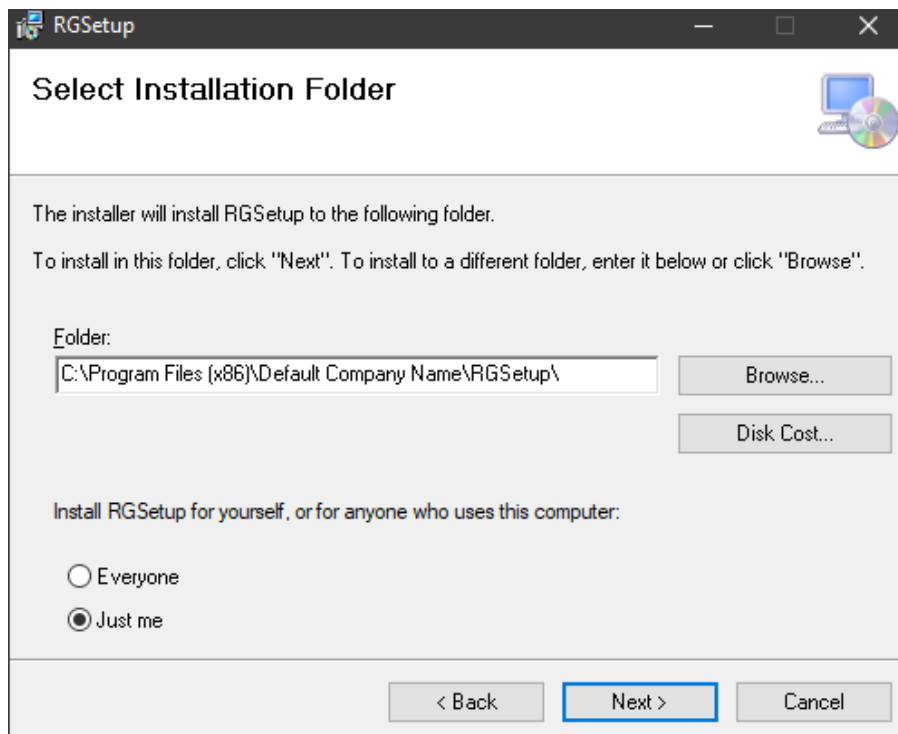 RGSetup
Select Installation Folder
The installer will install RGSetup to the following folder.
To install in this folder, click "Next". To install to a different folder, enter it below or click "Browse".
Folder:
C:\Program Files (x86)\Default Company Name\RGSetup\
Browse...
Disk Cost...
Install RGSetup for yourself, or for anyone who uses this computer:
Everyone
Just me
< Back
Next >
Cancel